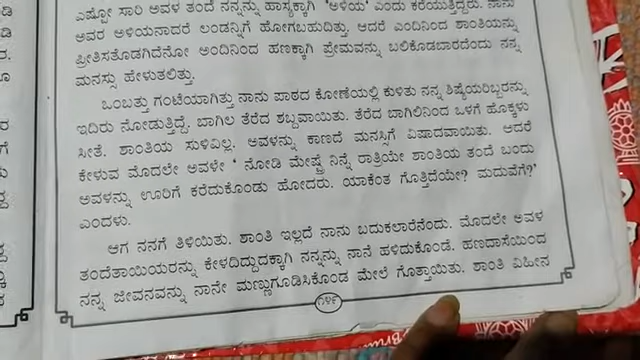 ಎಷ್ಟೋ ಸಾರಿ ಅವಳ ತಂದೆ ನನ್ನನ್ನು ಹಾಸ್ಯಕ್ಕಾಗಿ 'ಅಳಿಯ' ಎಂದು ಕರೆಯುತ್ತಿದ್ದರು. ನಾನು
ಅವರ ಅಳಿಯನಾದರೆ ಲಂಡನ್ನಿಗೆ ಹೋಗಬಹುದಿತ್ತು. ಆದರೆ ಎಂದಿನಿಂದ ಶಾಂತಿಯನ್ನು
ಪ್ರೀತಿಸತೊಡಗಿದೆನೋ ಅಂದಿನಿಂದ ಹಣಕ್ಕಾಗಿ ಪ್ರೇಮವನ್ನು ಬಲಿಕೊಡಬಾರದೆಂದು ನನ್ನ
ಮನಸ್ಸು ಹೇಳುತಲಿತ್ತು.
ಒಂಬತ್ತು ಗಂಟೆಯಾಗಿತ್ತು ನಾನು ಪಾಠದ ಕೋಣೆಯಲ್ಲಿ ಕುಳಿತು ನನ್ನ ಶಿಷ್ಯೆಯರಿಬ್ಬರನ್ನು
ಇದಿರು ನೋಡುತ್ತಿದ್ದೆ. ಬಾಗಿಲ ತೆರೆದ ಶಬ್ದವಾಯಿತು. ತೆರೆದ ಬಾಗಿಲಿನಿಂದ ಒಳಗೆ ಹೊಕ್ಕಳು
ಸೀತೆ. ಶಾಂತಿಯ ಸುಳಿವಿಲ್ಲ. ಅವಳನ್ನು ಕಾಣದೆ ಮನಸ್ಸಿಗೆ ವಿಷಾದವಾಯಿತು. ಆದರೆ
ಕೇಳುವ ಮೊದಲೇ ಅವಳೇ ' ನೋಡಿ ಮೇಷ್ಟ್ರೆ ನಿನ್ನೆ ರಾತ್ರಿಯೇ ಶಾಂತಿಯ ತಂದೆ ಬಂದು
ಅವಳನ್ನು ಊರಿಗೆ ಕರೆದುಕೊಂಡು ಹೋದರು. ಯಾಕೆಂತ ಗೊತ್ತಿದೆಯೇ? ಮದುವೆಗೆ?'
ಎಂದಳು.
ಆಗ ನನಗೆ ತಿಳಿಯಿತು. ಶಾಂತಿ ಇಲ್ಲದೆ ನಾನು ಬದುಕಲಾರೆನೆಂದು. ಮೊದಲೇ ಅವಳ
ತಂದೆತಾಯಿಯರನ್ನು ಕೇಳದಿದ್ದುದಕ್ಕಾಗಿ ನನ್ನನ್ನು ನಾನೆ ಹಳಿದುಕೊಂಡೆ. ಹಣದಾಸೆಯಿಂದ
ನನ್ನ ಜೀವನವನ್ನು ನಾನೇ ಮಣ್ಣುಗೂಡಿಸಿಕೊಂಡ ಮೇಲೆ ಗೊತ್ತಾಯಿತು. ಶಾಂತಿ ವಿಹೀನ
೧೪೯